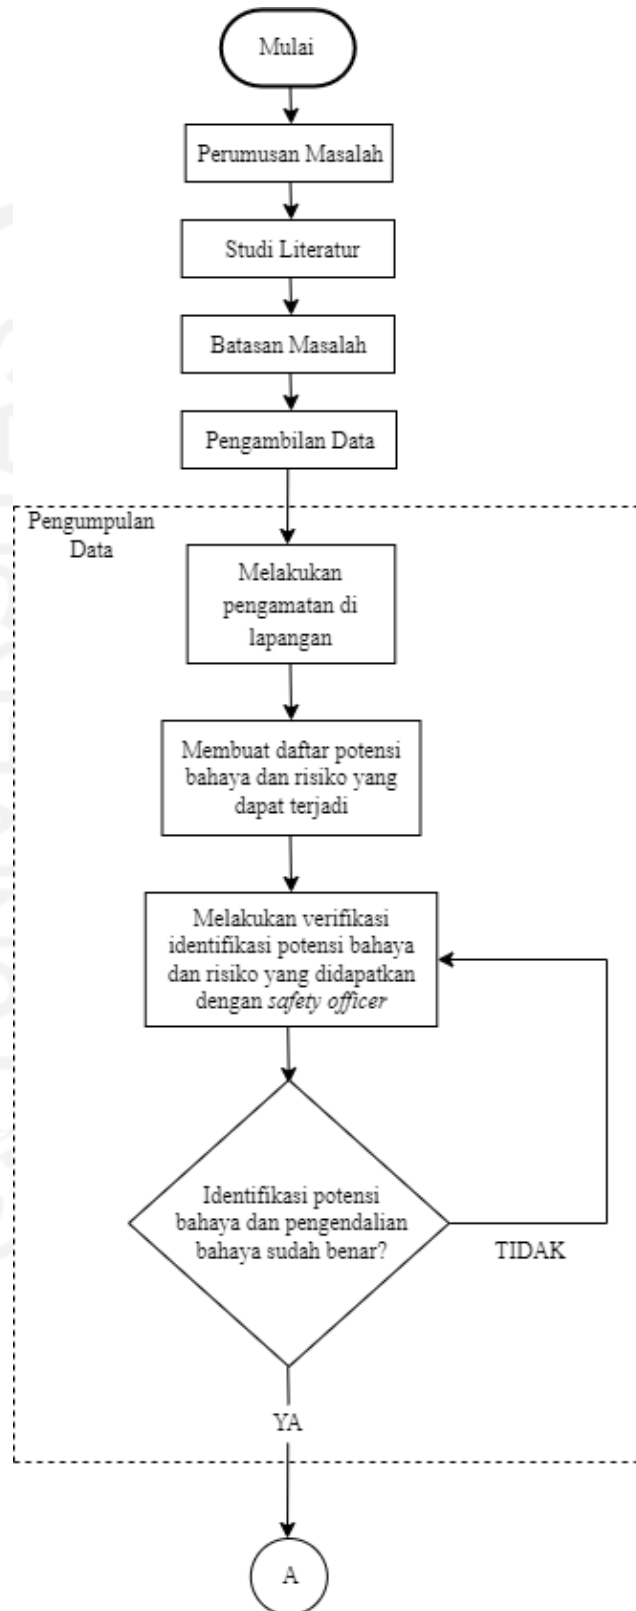 Mulai
Perumusan Masalah
Studi Literatur
Batasan Masalah
Pengambilan Data
Pengumpulan
Data
Melakukan
pengamatan di
lapangan
Membuat daftar potensi
bahaya dan risiko yang
dapat terjadi
Melakukan verifikasi
identifikasi potensi bahaya
dan risiko yang didapatkan
dengan safety officer
Identifikasi potensi
bahaya dan pengendalian
bahaya sudah benar?
TIDAK
YA
A